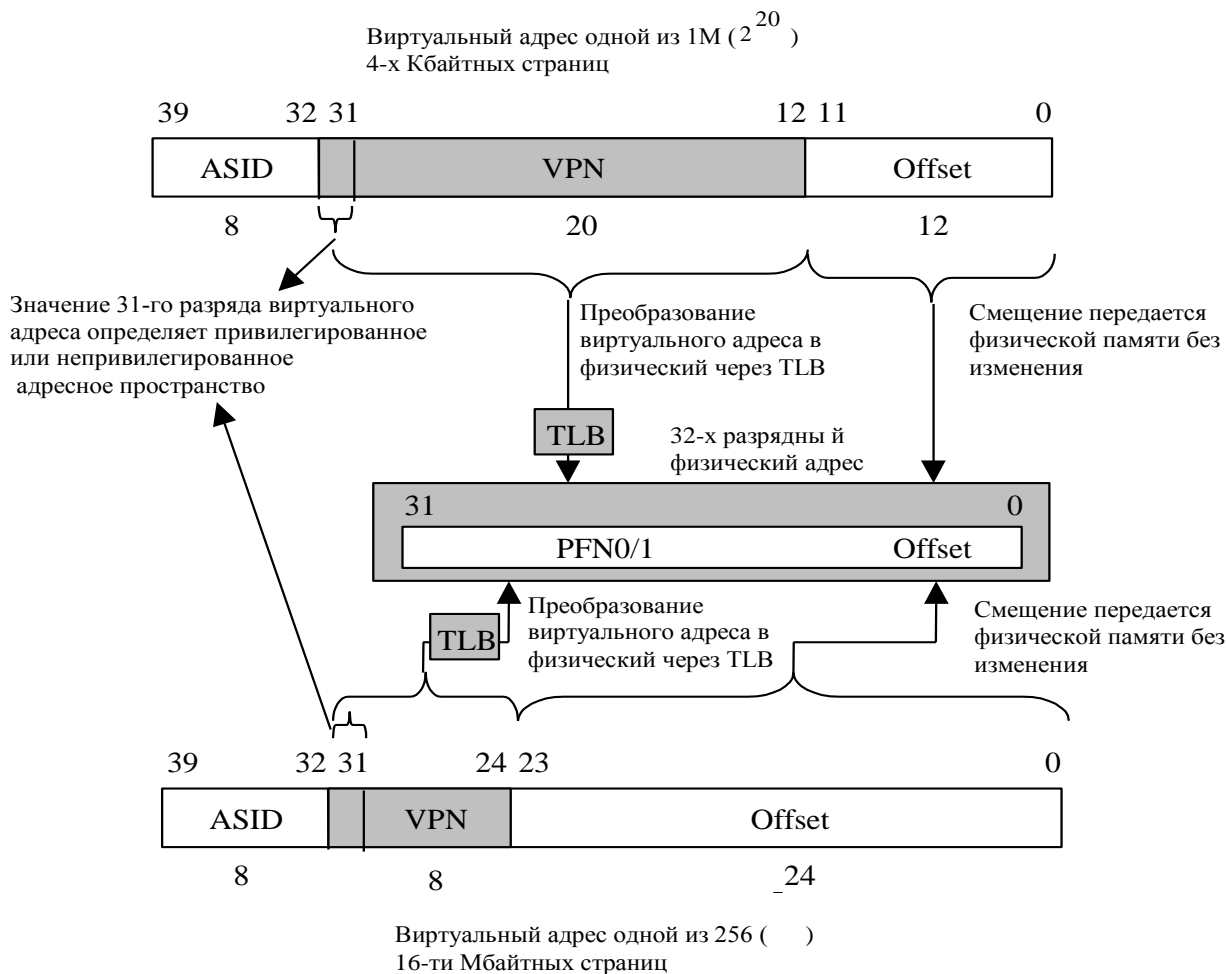 Виртуальный адрес одной из 1М ( 2 20 )
4-х Кбайтных страниц
39 32 31 12 11 0
ASID VPN Offset
8 20 12
Значение 31-го разряда виртуального
адреса определяет привилегированное
или непривилегированное
адресное пространство
Преобразование
виртуального адреса в
физический через TLB
Смещение передается
физической памяти без
изменения
TLB
32-х разрядны й
физический адрес
31 0
PFN0/1 Offset
TLB
Преобразование
виртуального адреса в
физический через TLB
Смещение передается
физической памяти без
изменения
39 32 31 24 23 0
ASID VPN Offset
8 8 _24
Виртуальный адрес одной из 256 ( )
16-ти Мбайтных страниц